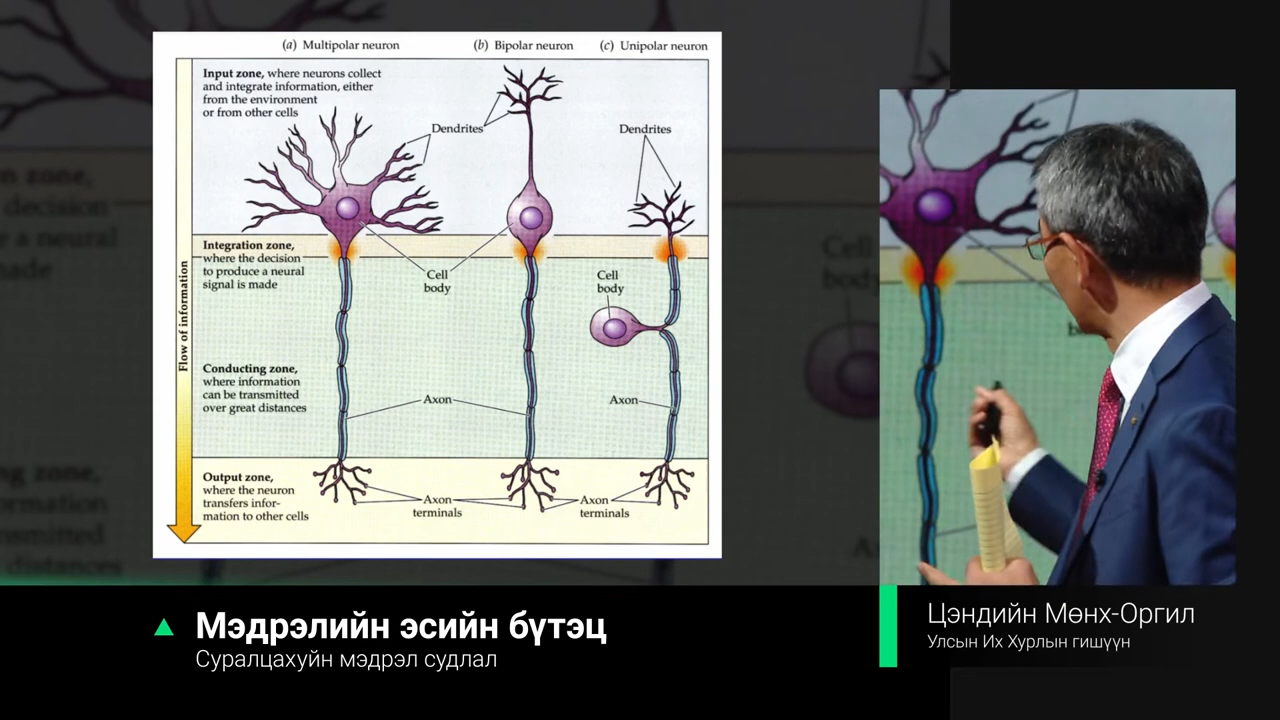 (a) Multipolar neuron
(b) Bipolar neuron
(c) Unipolar neuron
Input zone, where neurons collect
and integrate information, either
from the environment
or from other cells
Dendrites
Dendrites
Integration zone,
where the decision
to produce a neural
signal is made
Cell
body
Cell
body
Flow of information
Conducting zone,
where information
can be transmitted
over great distances
Axon
Axon
Output zone,
where the neuron
transfers infor-
mation to other cells
Axon
terminals
Axon
terminals
Мэдрэлийн эсийн бүтэц
Суралцахуйн мэдрэл судлал
Цэндийн Мөнх-Оргил
Улсын Их Хурлын гишүүн